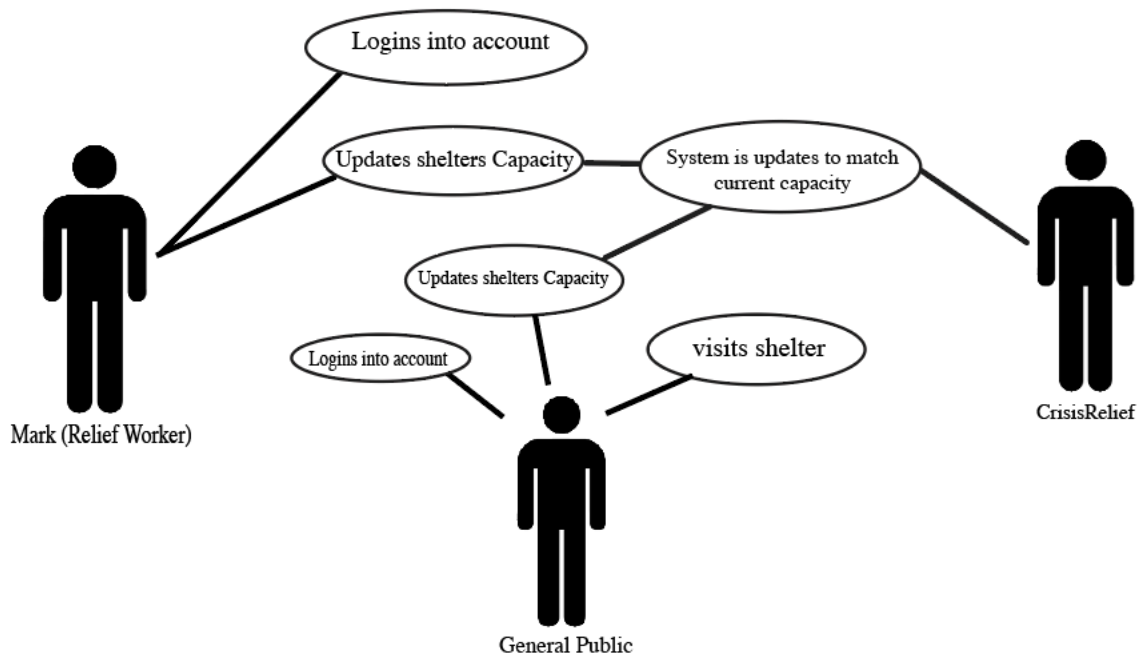 Logins into account
Updates shelters Capacity
System is updates to match
current capacity
Updates shelters Capacity
Logins into account
visits shelter
Mark (Relief Worker)
CrisisRelief
General Public